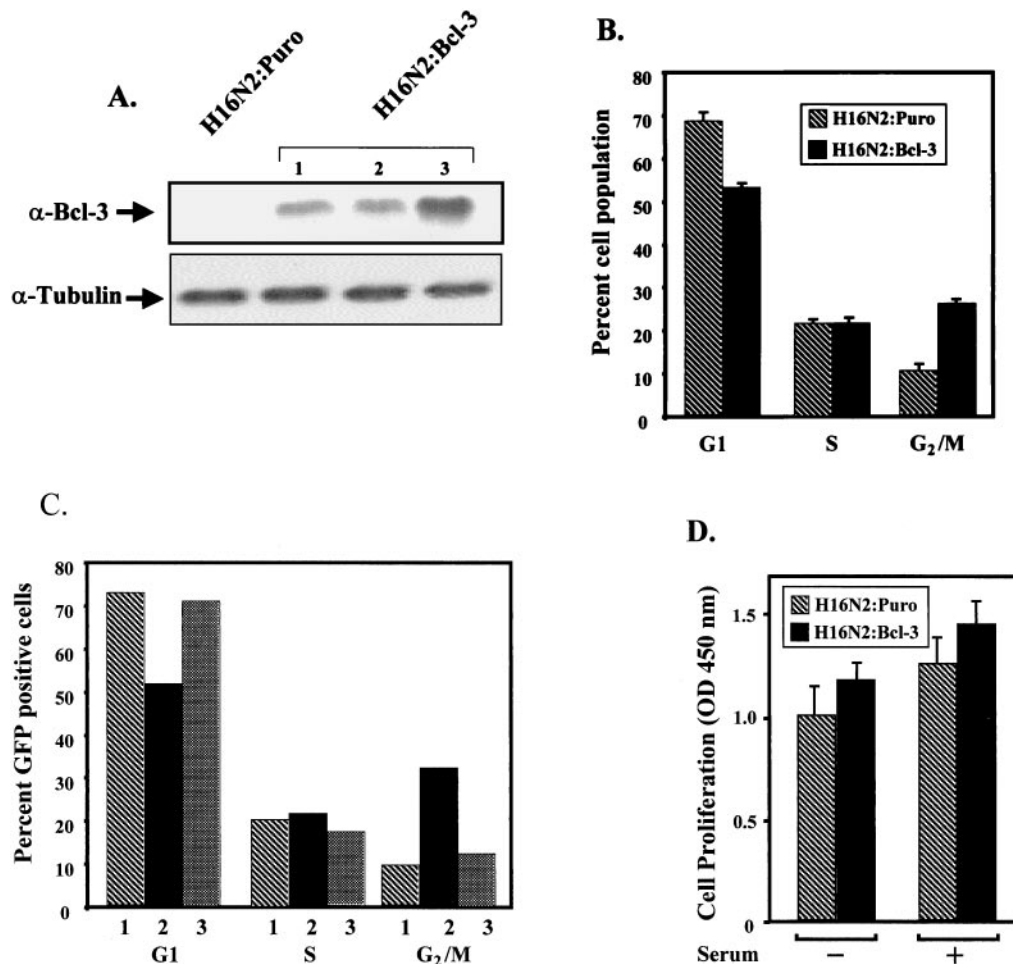 A.
H16N2:Puro
H16N2:Bcl-3
1 2 3
α-Bcl-3
α-Tubulin
B.
Percent cell population
70
60
50
40
30
20
10
0
H16N2:Puro
H16N2:Bcl-3
G1 S G2/M
C.
Percent GFP positive cells
80
70
60
50
40
30
20
10
0
1 2 3 1 2 3 1 2 3
G1 S G2/M
D.
Cell Proliferation (OD 450 nm)
1.5
1.0
0.5
0
H16N2:Puro
H16N2:Bcl-3
Serum − +